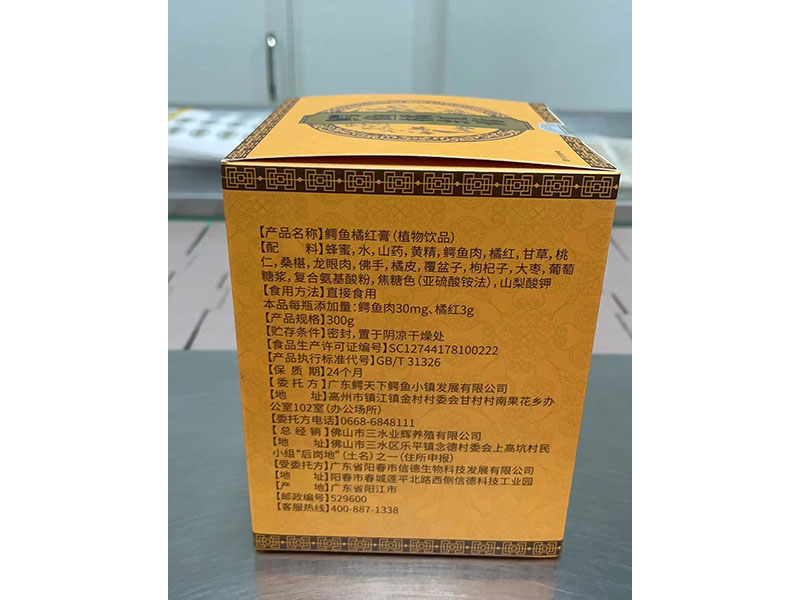 【产品名称】鳄鱼橘红膏(植物饮品)
【配　　料】蜂蜜,水,山药,黄精,鳄鱼肉,橘红,甘草,桃
仁,桑椹,龙眼肉,佛手,橘皮,覆盆子,枸杞子,大枣,葡萄
糖浆,复合氨基酸粉,焦糖色(亚硫酸铵法),山梨酸钾
【食用方法】直接食用
本品每瓶添加量:鳄鱼肉30mg、橘红3g
【产品规格】300g
【贮存条件】密封,置于阴凉干燥处
【食品生产许可证编号】SC12744178100222
【产品执行标准代号】GB/T 31326
【保 质 期】24个月
【委 托 方】广东鳄天下鳄鱼小镇发展有限公司
【地　　址】高州市镇江镇金村村委会甘村村南果花乡办
公室102室(办公场所)
【委托方电话】0668-6848111
【总 经 销】佛山市三水业辉养殖有限公司
【地　　址】佛山市三水区乐平镇念德村委会上高坑村民
小组“后岗地”(土名)之一(住所申报)
【受委托方】广东省阳春市信德生物科技发展有限公司
【地　　址】阳春市春城莲平北路西侧信德科技工业园
【产　　地】广东省阳江市
【邮政编号】529600
【客服热线】400-887-1338